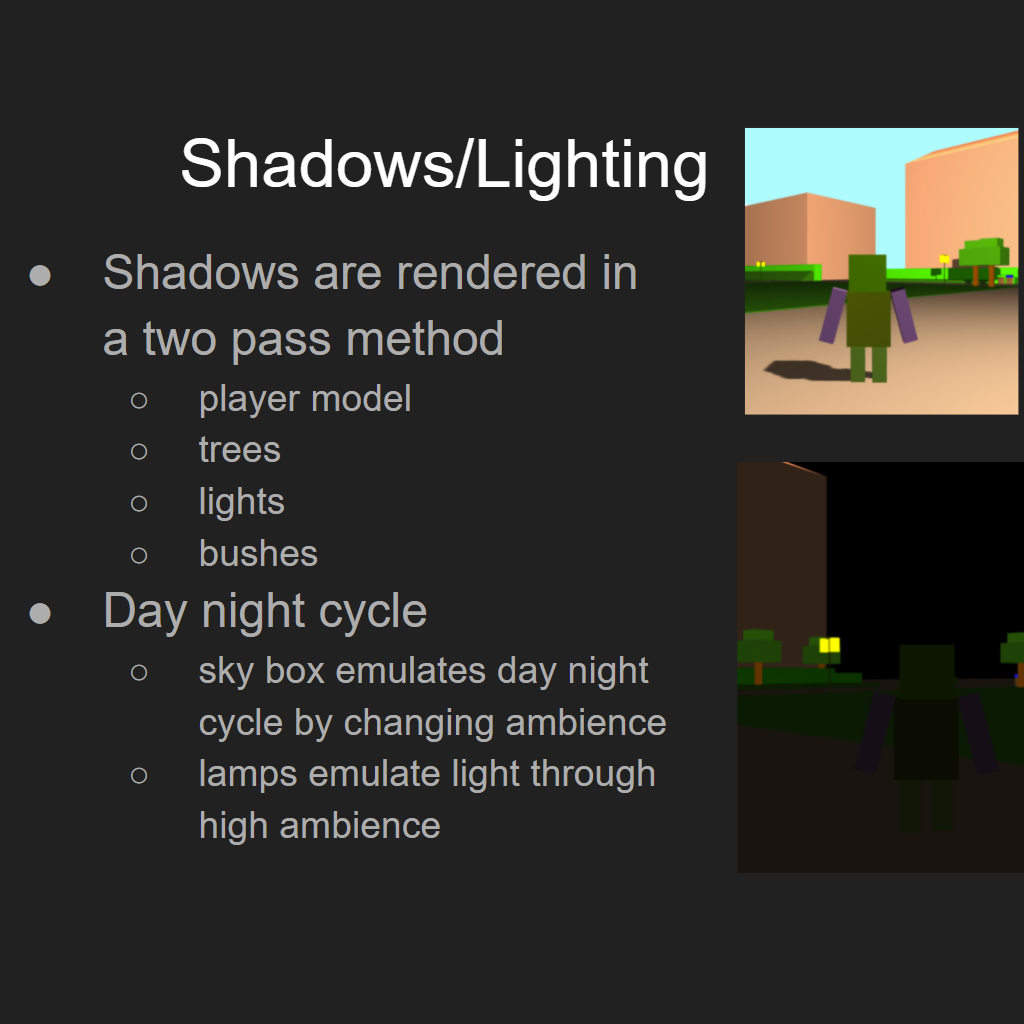 Shadows/Lighting
● Shadows are rendered in
a two pass method
○ player model
○ trees
○ lights
○ bushes
● Day night cycle
○ sky box emulates day night
cycle by changing ambience
○ lamps emulate light through
high ambience